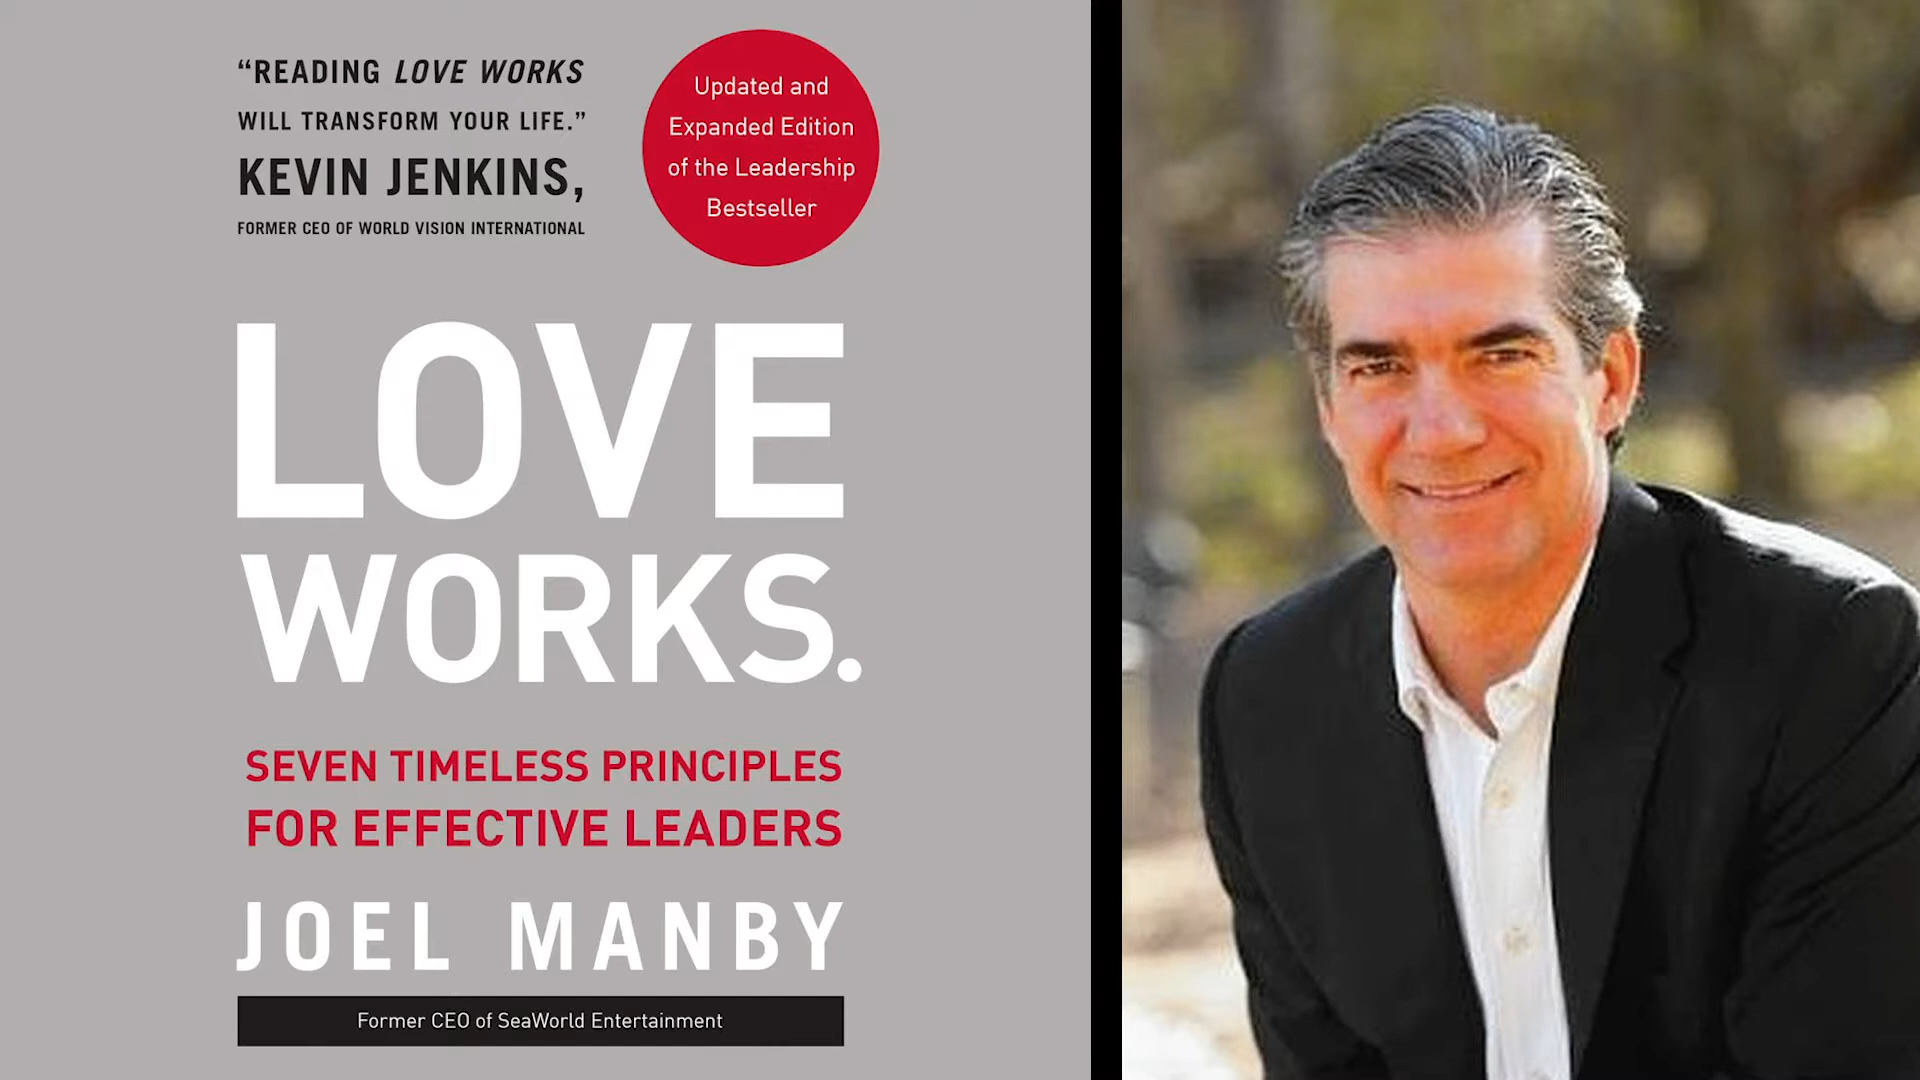 “READING LOVE WORKS
WILL TRANSFORM YOUR LIFE.”
KEVIN JENKINS,
FORMER CEO OF WORLD VISION INTERNATIONAL
Updated and
Expanded Edition
of the Leadership
Bestseller
LOVE
WORKS.
SEVEN TIMELESS PRINCIPLES
FOR EFFECTIVE LEADERS
JOEL MANBY
Former CEO of SeaWorld Entertainment